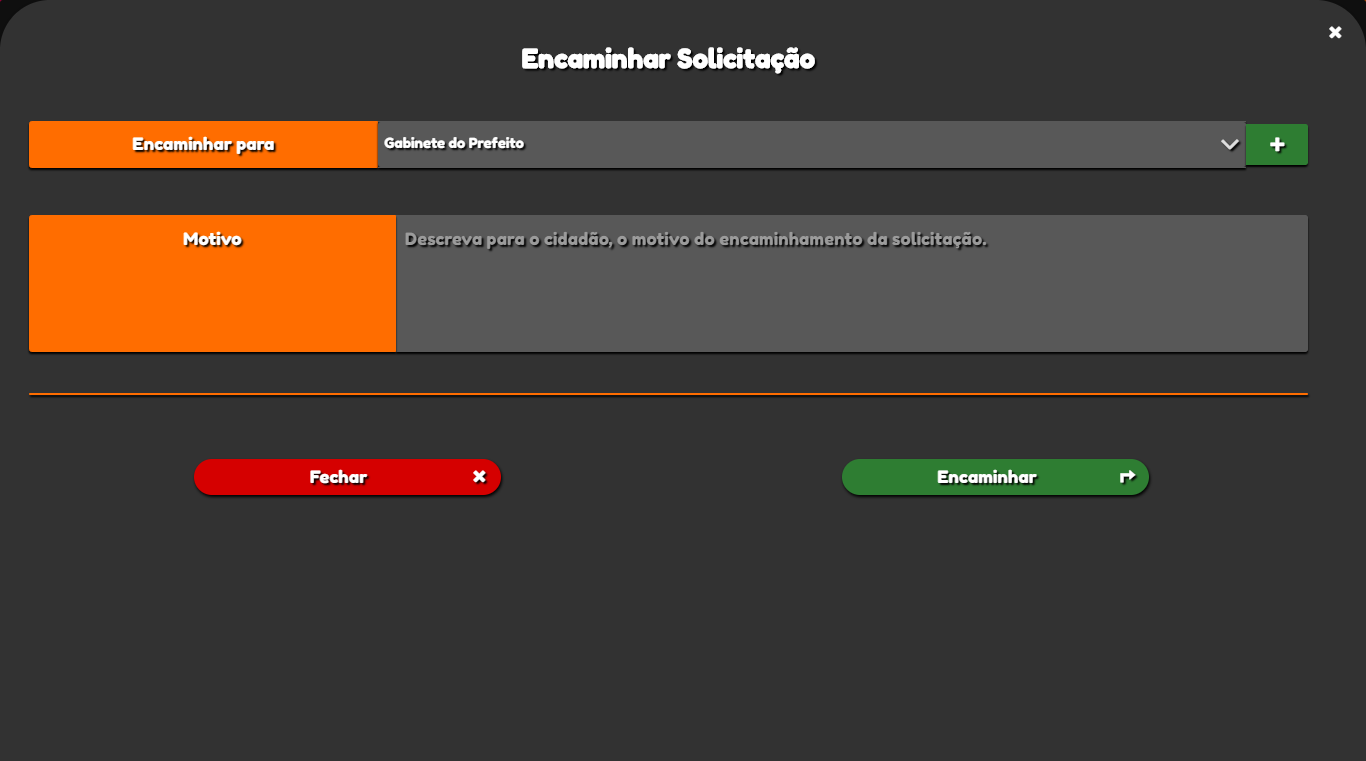 Encaminhar Solicitação
Encaminhar para
Gabinete do Prefeito
Motivo
Descreva para o cidadão, o motivo do encaminhamento da solicitação.
Fechar
Encaminhar